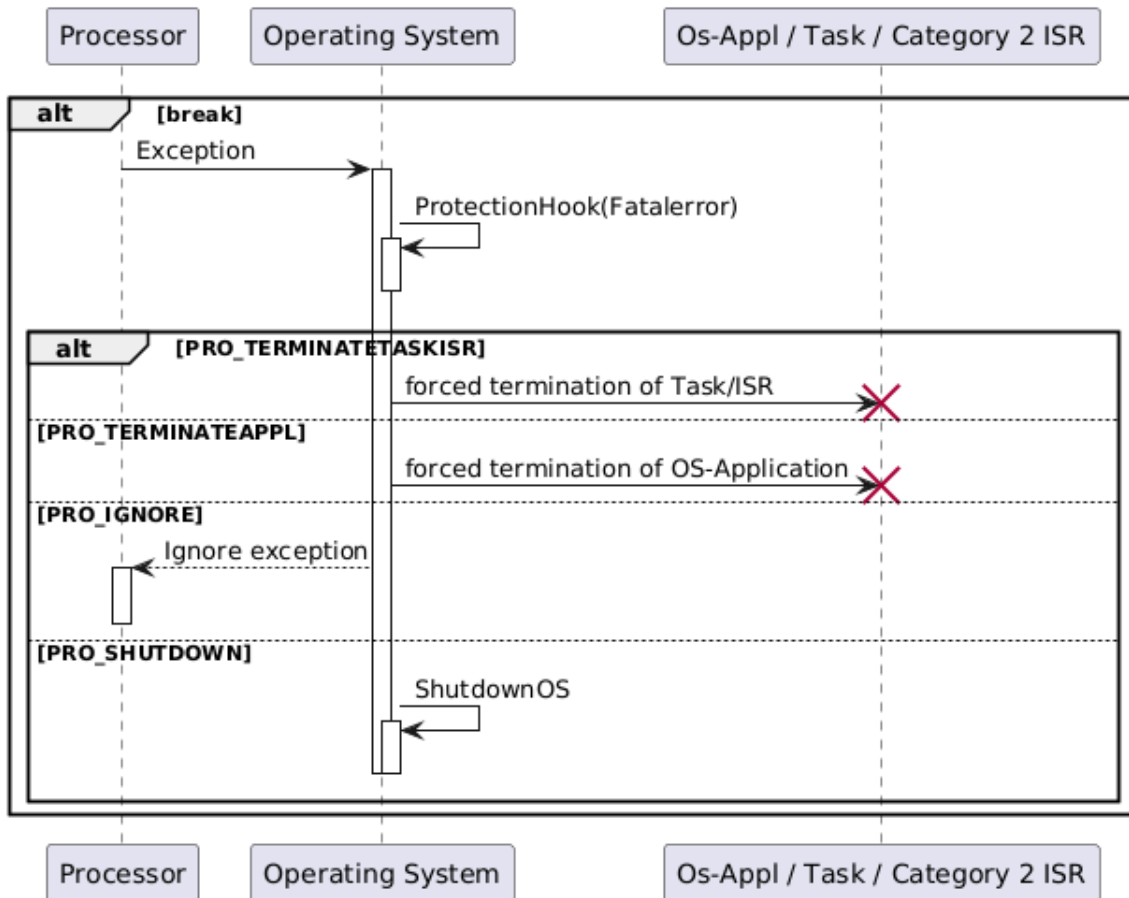 Processor
Operating System
Os-Appl / Task / Category 2 ISR
alt
[break]
Exception
ProtectionHook(Fatalerror)
alt
[PRO_TERMINATETASKISR]
forced termination of Task/ISR
[PRO_TERMINATEAPPL]
forced termination of OS-Application
[PRO_IGNORE]
Ignore exception
[PRO_SHUTDOWN]
ShutdownOS
Processor
Operating System
Os-Appl / Task / Category 2 ISR